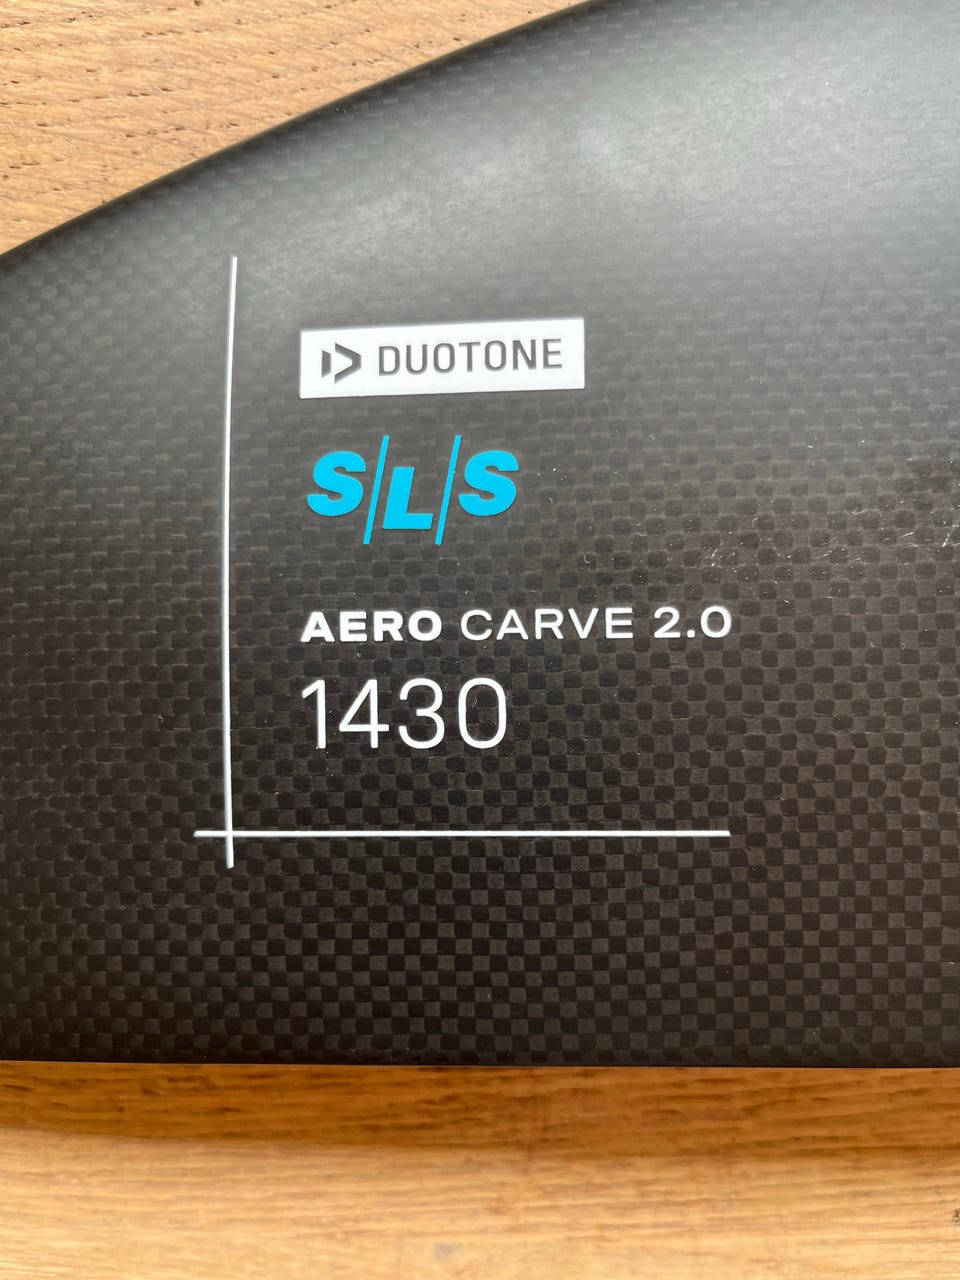 DUOTONE
S/L/S
AERO CARVE 2.0
1430